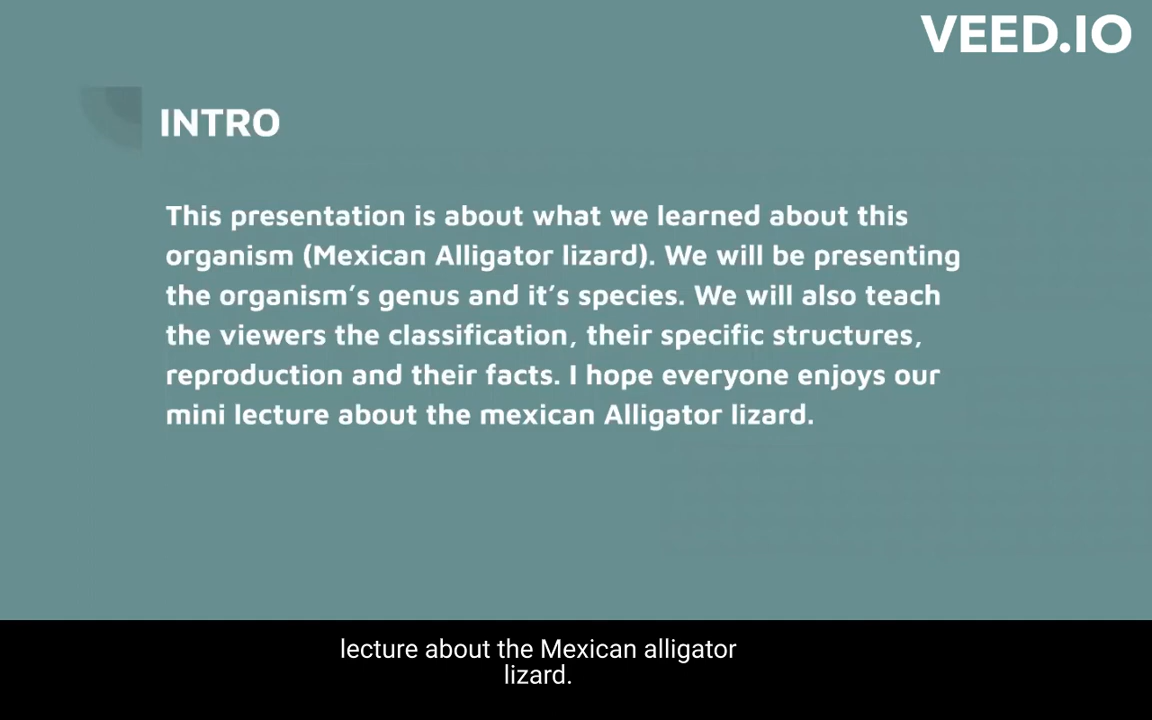 VEED.IO
INTRO
This presentation is about what we learned about this
organism (Mexican Alligator lizard). We will be presenting
the organism's genus and it's species. We will also teach
the viewers the classification, their specific structures,
reproduction and their facts. I hope everyone enjoys our
mini lecture about the mexican Alligator lizard.
lecture about the Mexican alligator
lizard.